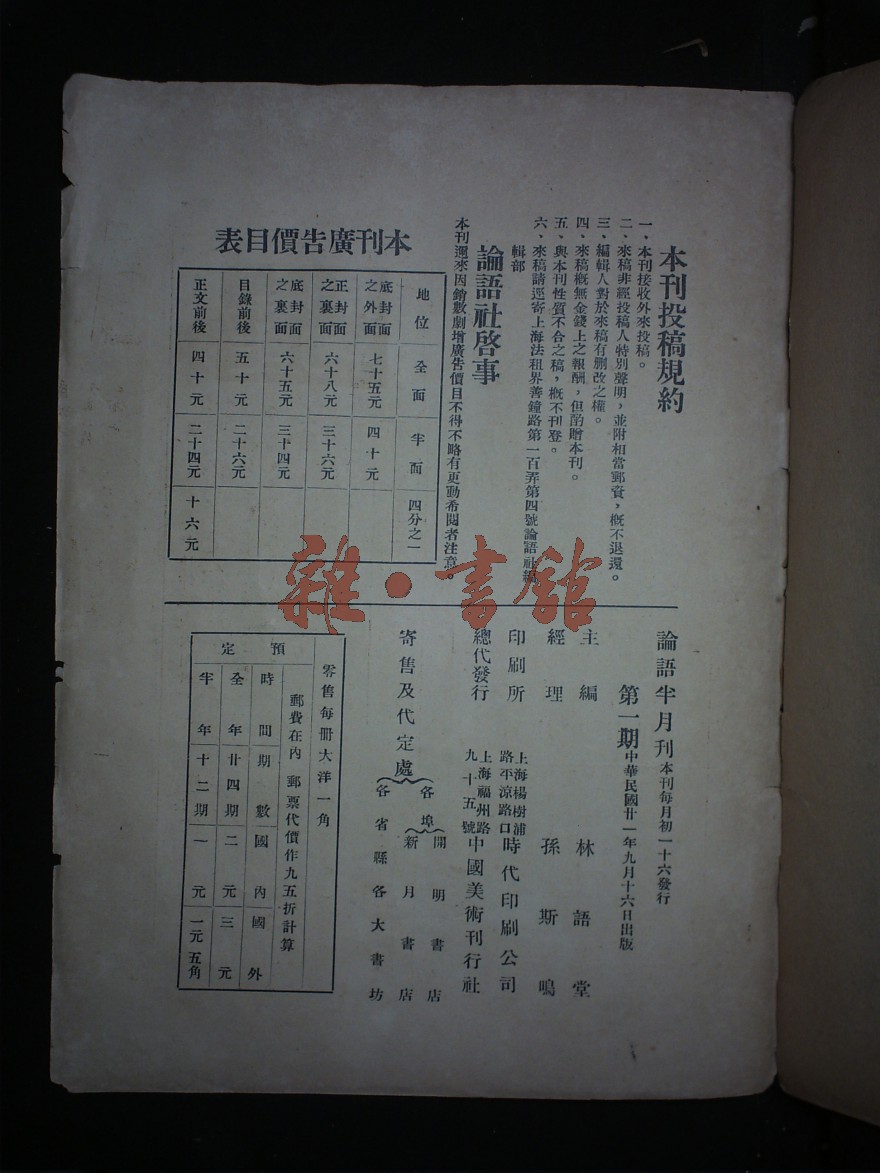 本刊投稿規約
一、本刊接收外來投稿。
二、來稿非經投稿人特別聲明，並附相當郵資，概不退還。
三、編輯人對於來稿有删改之權。
四、來稿概無金錢上之報酬，但酌贈本刊。
五、與本刊性質不合之稿，概不刊登。
六、來稿請逕寄上海法租界善鐘路第一百弄第四號論語社編
輯部
論語社啓事
本刊邇來因銷數劇增廣告價目不得不略有更動希閱者注意。
本刊廣告價目表
地位 全面 半面 四分之一
底封面之外面 七十五元 四十元
正封面之裏面 六十八元 三十六元
底封面之裏面 六十五元 三十四元
目錄前後 五十元 二十六元
正文前後 四十元 二十四元 十六元
論語半月刊 本刊每月初一十六發行
第一期 中華民國廿一年九月十六日出版
主編 林語堂
經理 孫斯鳴
印刷所 上海楊樹浦路平涼路口 時代印刷公司
總代發行 上海福州路九十五號 中國美術刊行社
寄售及代定處
各埠 開明書店
新月書店
各省縣各大書坊
零售每冊大洋一角
預定
郵費在內 郵票代價作九五折計算
時間 期數 國內 國外
全年 廿四期 二元 三元
半年 十二期 一元 一元五角
雜·書館